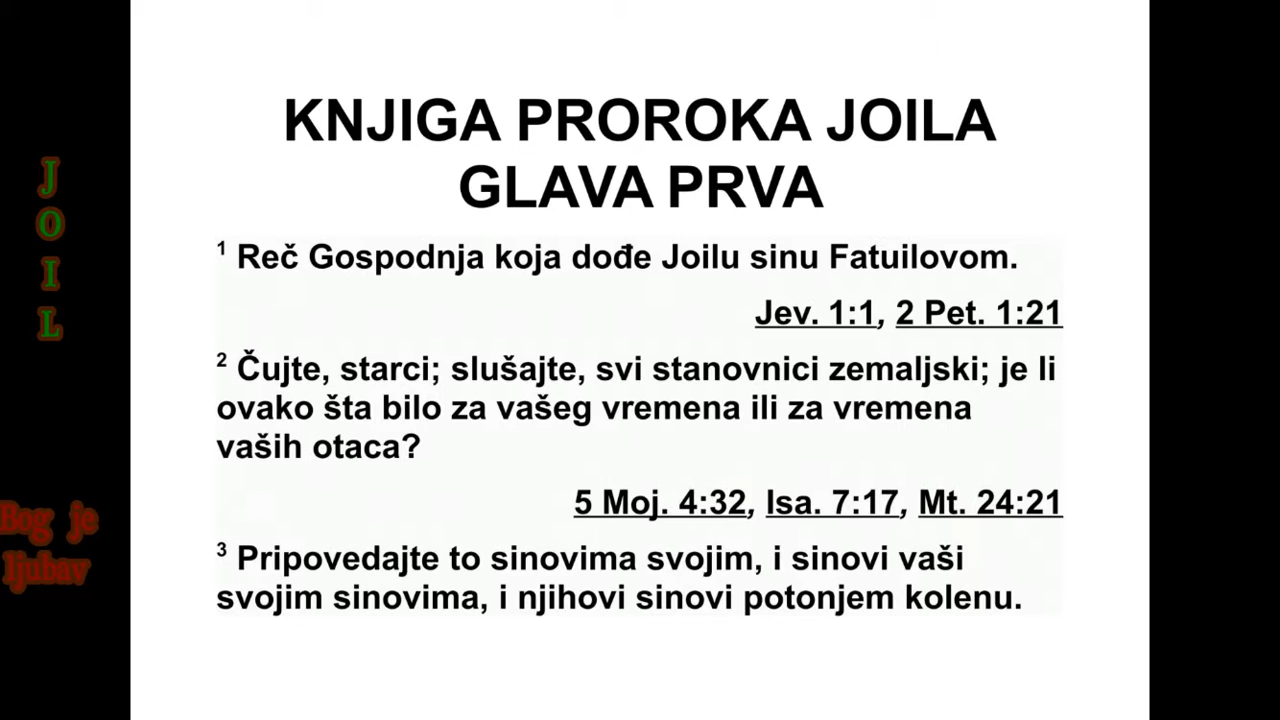 KNJIGA PROROKA JOILA
GLAVA PRVA
1 Reč Gospodnja koja dođe Joilu sinu Fatuilovom.
Jev. 1:1, 2 Pet. 1:21
2 Čujte, starci; slušajte, svi stanovnici zemaljski; je li
ovako šta bilo za vašeg vremena ili za vremena
vaših otaca?
5 Moj. 4:32, Isa. 7:17, Mt. 24:21
3 Pripovedajte to sinovima svojim, i sinovi vaši
svojim sinovima, i njihovi sinovi potonjem kolenu.
J
O
I
L
Bog je
ljubav